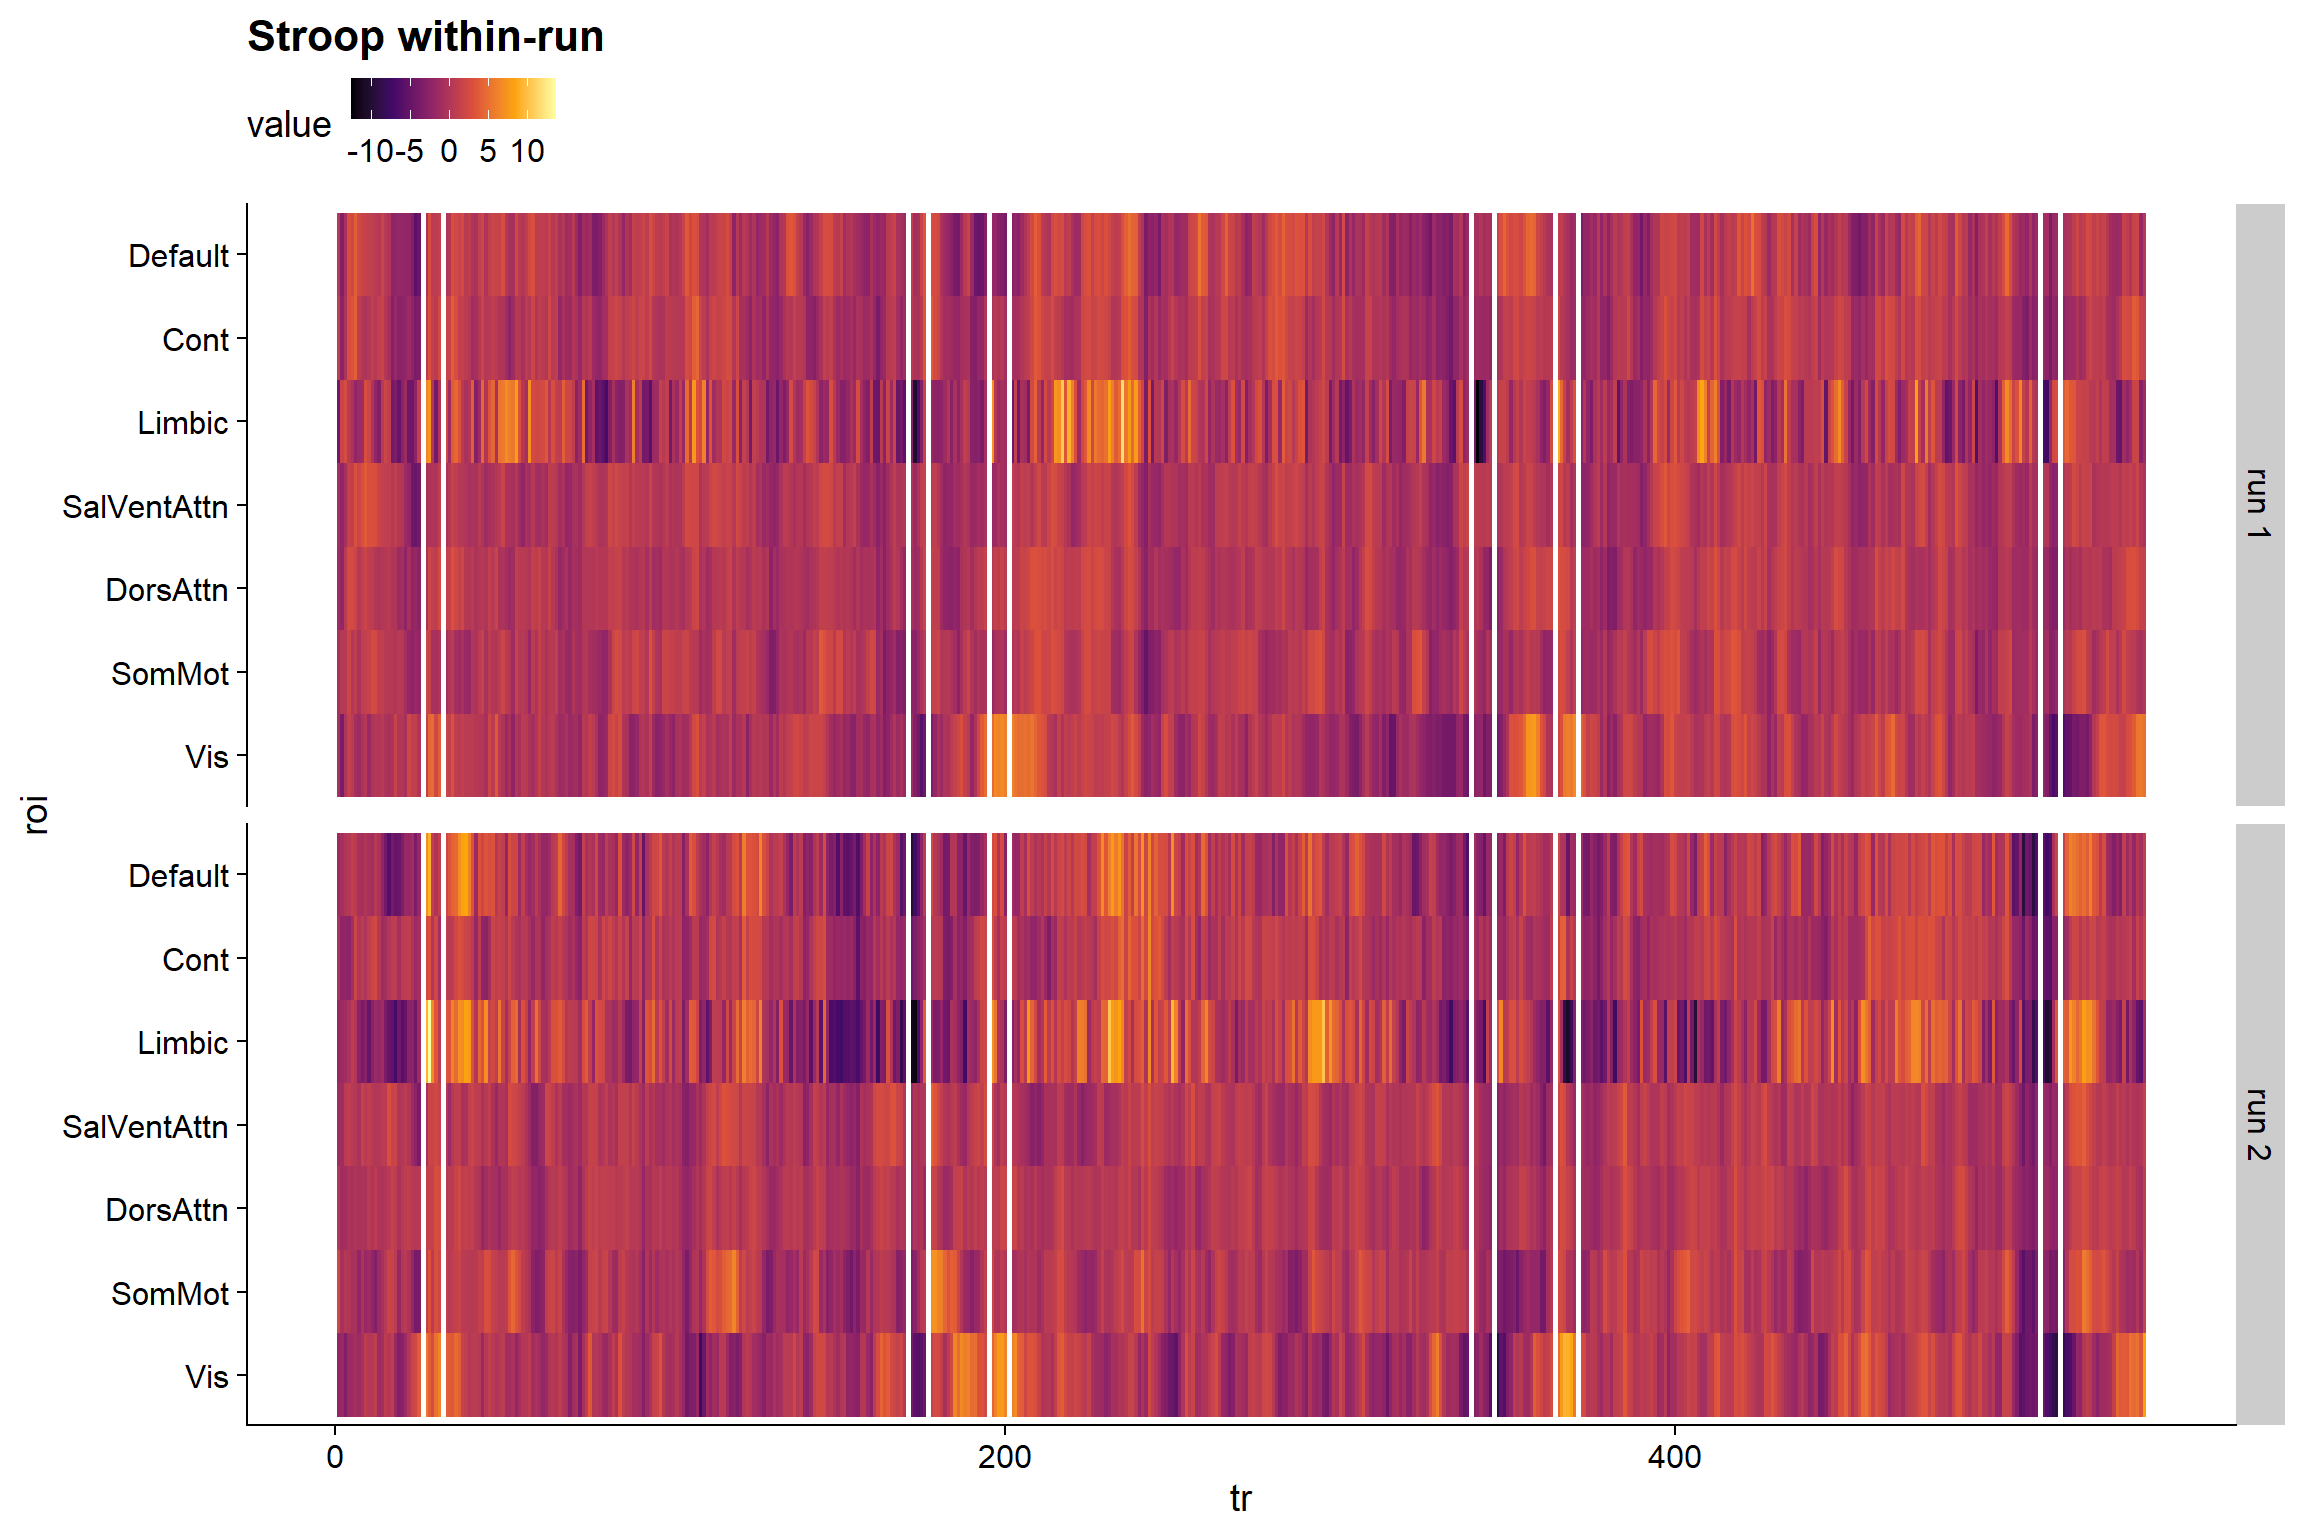 Stroop within-run
value
-10 -5 0 5 10
Default
Cont
Limbic
SalVentAttn
DorsAttn
SomMot
Vis
run 1
roi
Default
Cont
Limbic
SalVentAttn
DorsAttn
SomMot
Vis
run 2
0 200 400
tr